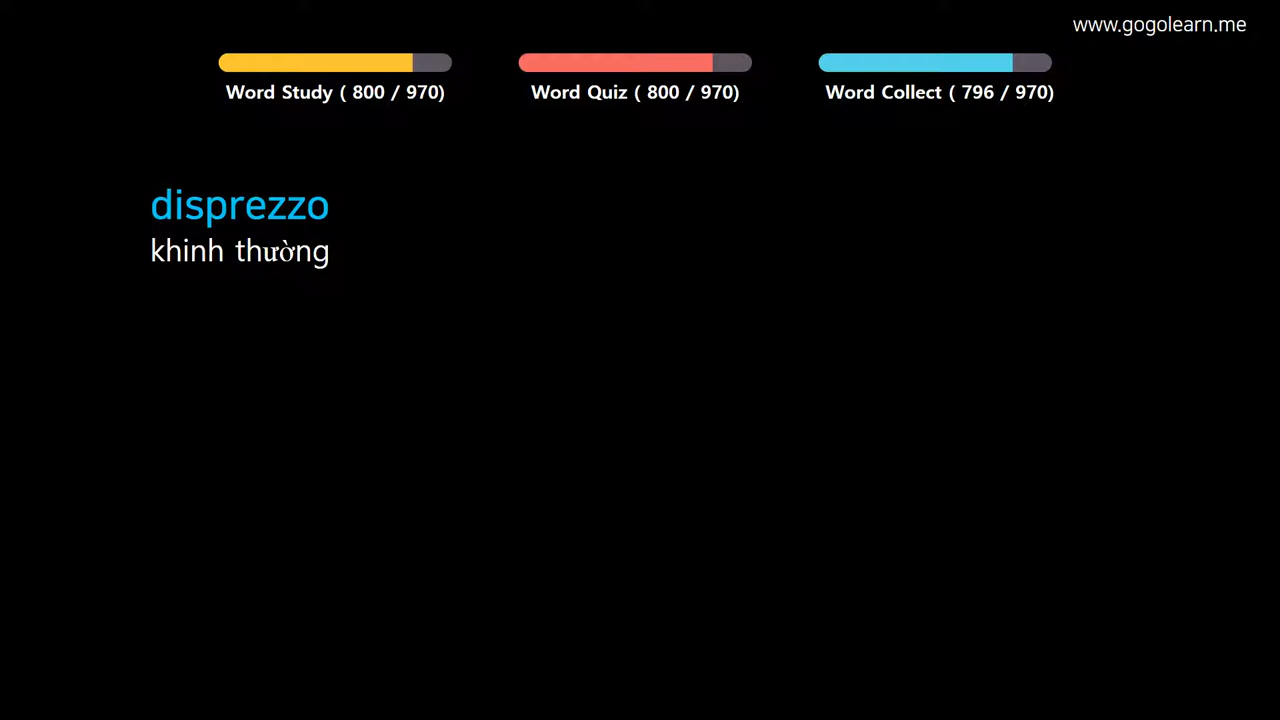 www.gogolearn.me
Word Study ( 800 / 970)
Word Quiz ( 800 / 970)
Word Collect ( 796 / 970)
disprezzo
khinh thường